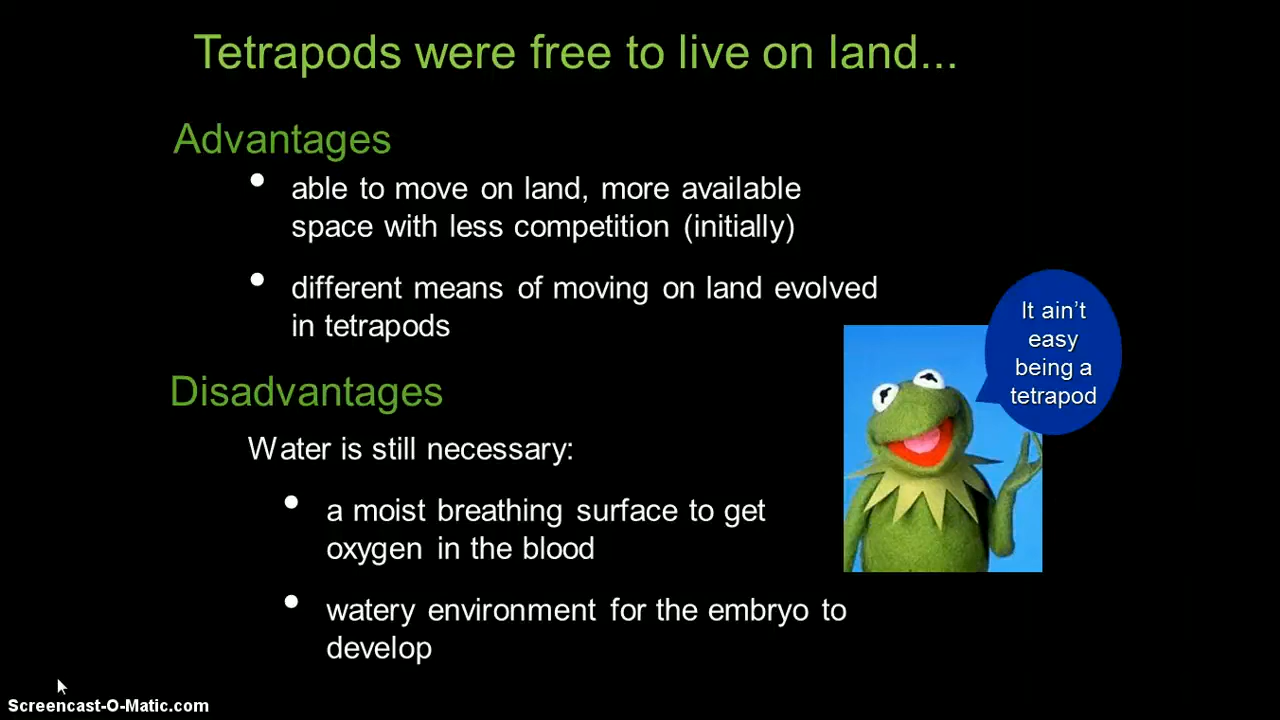 Tetrapods were free to live on land...
Advantages
• able to move on land, more available
space with less competition (initially)
• different means of moving on land evolved
in tetrapods
It ain't
easy
being a
tetrapod
Disadvantages
Water is still necessary:
• a moist breathing surface to get
oxygen in the blood
• watery environment for the embryo to
develop
Screencast-O-Matic.com